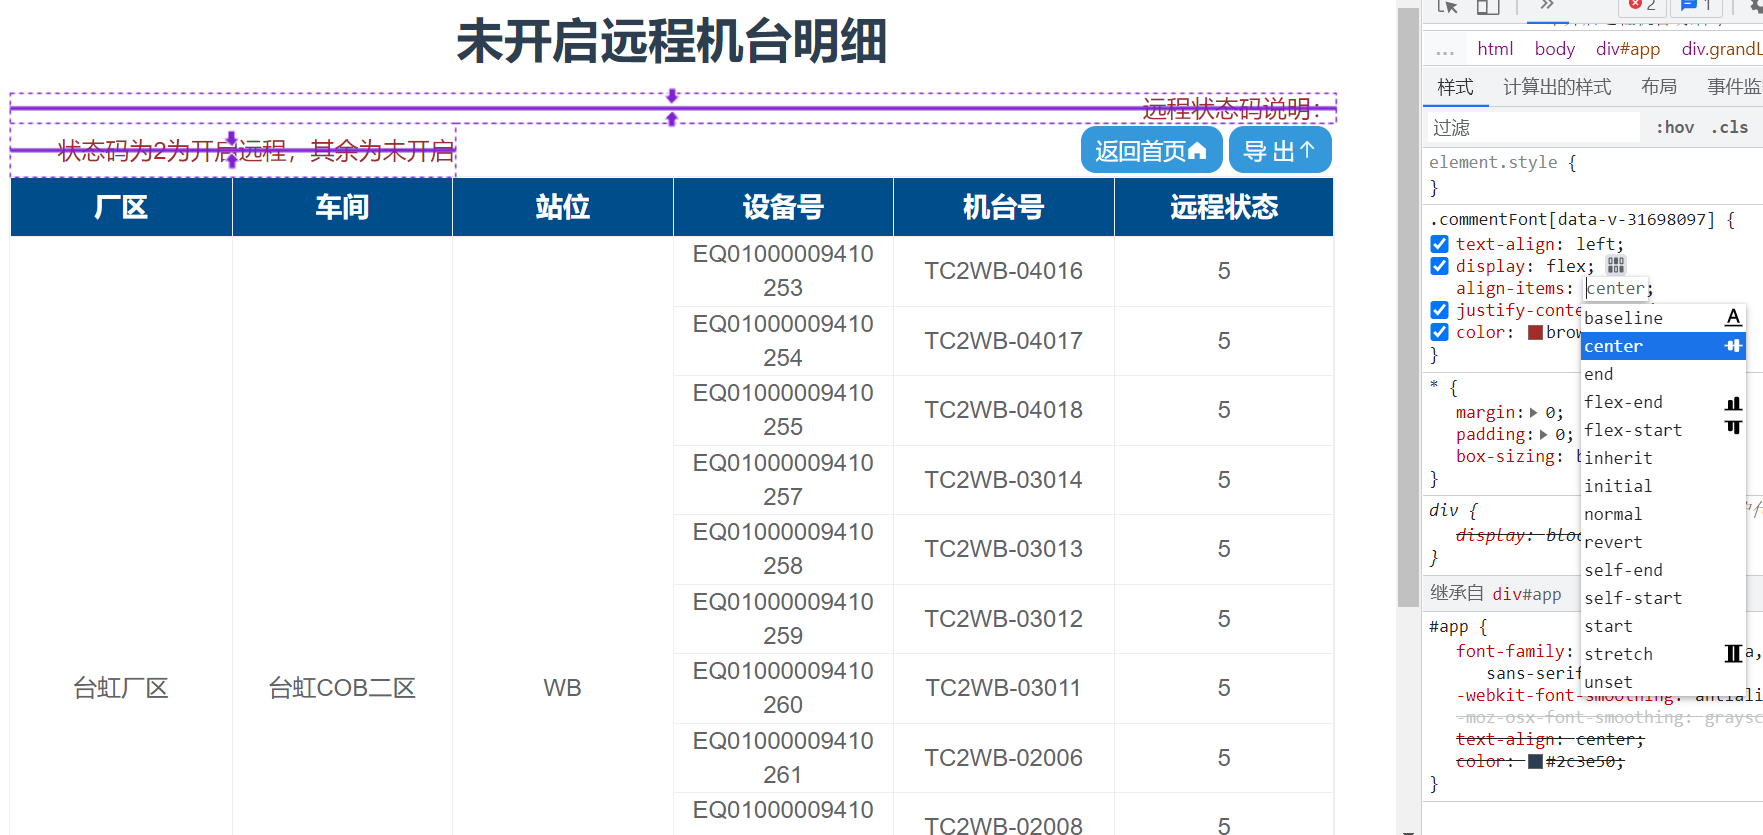 未开启远程机台明细
远程状态码说明：
状态码为2为开启远程，其余为未开启
返回首页 导 出↑
厂区 车间 站位 设备号 机台号 远程状态
EQ01000009410253 TC2WB-04016 5
EQ01000009410254 TC2WB-04017 5
EQ01000009410255 TC2WB-04018 5
EQ01000009410257 TC2WB-03014 5
EQ01000009410258 TC2WB-03013 5
EQ01000009410259 TC2WB-03012 5
台虹厂区 台虹COB二区 WB
EQ01000009410260 TC2WB-03011 5
EQ01000009410261 TC2WB-02006 5
EQ01000009410 TC2WB-02008 5
» 2 1
... html body div#app div.grandL
样式 计算出的样式 布局 事件监
过滤 :hov .cls
element.style {
}
.commentFont[data-v-31698097] {
text-align: left;
display: flex;
align-items: center;
justify-conte
color: brow
}
baseline
center
end
flex-end
flex-start
inherit
initial
normal
revert
self-end
self-start
start
stretch
unset
* {
margin: 0;
padding: 0;
box-sizing: b
}
div {
display: bloc
}
继承自 div#app
#app {
font-family: a,
sans-serif
-webkit-font-smoothing: antiali
-moz-osx-font-smoothing: graysc
text-align: center;
color: #2c3e50;
}